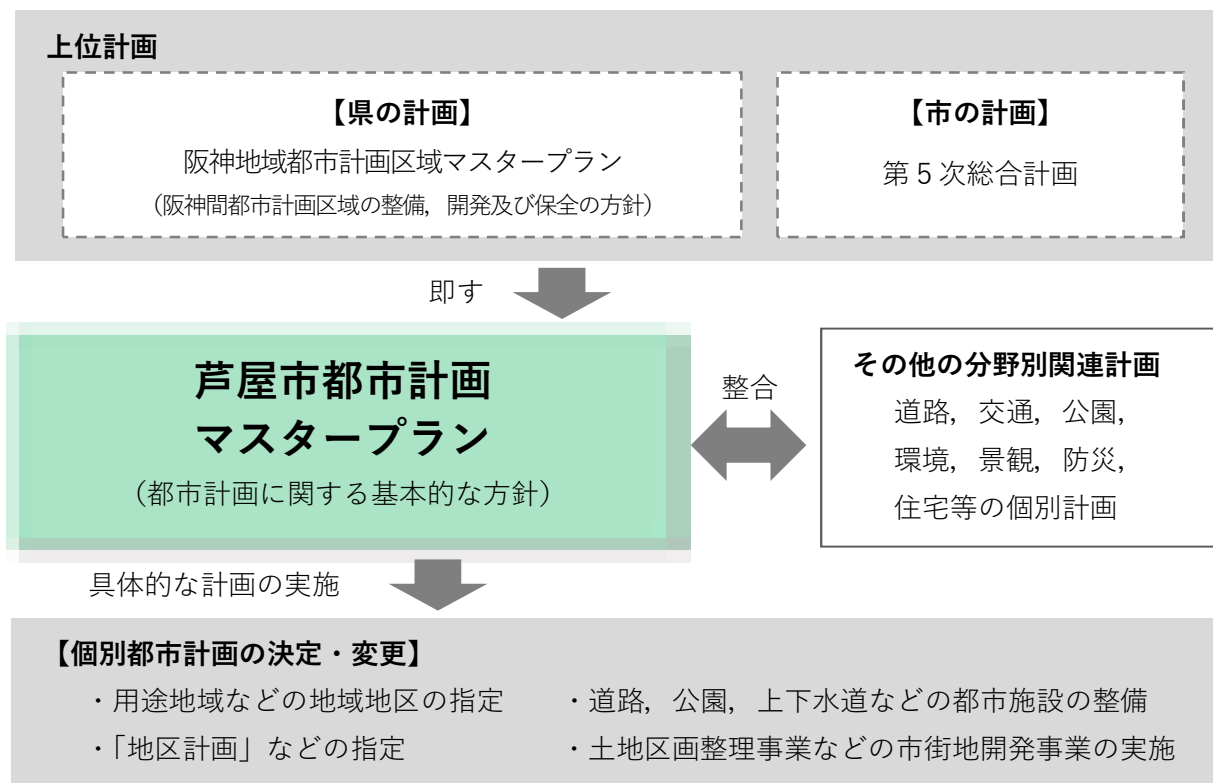 上位計画
【県の計画】
阪神地域都市計画区域マスタープラン
（阪神間都市計画区域の整備，開発及び保全の方針）
【市の計画】
第５次総合計画
即す
芦屋市都市計画
マスタープラン
（都市計画に関する基本的な方針）
整合
その他の分野別関連計画
道路，交通，公園，
環境，景観，防災，
住宅等の個別計画
具体的な計画の実施
【個別都市計画の決定・変更】
・用途地域などの地域地区の指定
・「地区計画」などの指定
・道路，公園，上下水道などの都市施設の整備
・土地区画整理事業などの市街地開発事業の実施